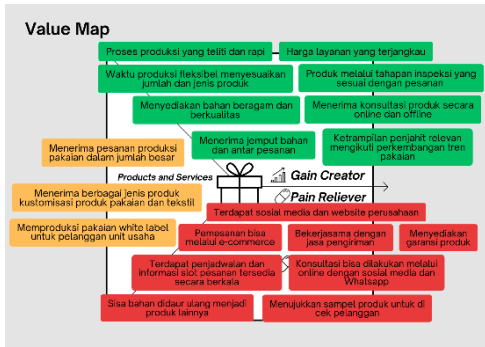 Value Map
Proses produksi yang teliti dan rapi
Harga layanan yang terjangkau
Waktu produksi fleksibel menyesuaikan
jumlah dan jenis produk
Produk melalui tahapan inspeksi yang
sesuai dengan pesanan
Menyediakan bahan beragam dan
berkualitas
Menerima konsultasi produk secara
online dan offline
Menerima jemput bahan
dan antar pesanan
Ketrampilan penjahit relevan
mengikuti perkembangan tren
pakaian
Menerima pesanan produksi
pakaian dalam jumlah besar
Products and Services
Gain Creator
Menerima berbagai jenis produk
kustomisasi produk pakaian dan tekstil
Pain Reliever
Memproduksi pakaian white label
untuk pelanggan unit usaha
Terdapat sosial media dan website perusahaan
Pemesanan bisa
melalui e-commerce
Bekerjasama dengan
jasa pengiriman
Menyediakan
garansi produk
Terdapat penjadwalan dan
informasi slot pesanan tersedia
secara berkala
Konsultasi bisa dilakukan melalui
online dengan sosial media dan
Whatsapp
Sisa bahan didaur ulang menjadi
produk lainnya
Menujukkan sampel produk untuk di
cek pelanggan